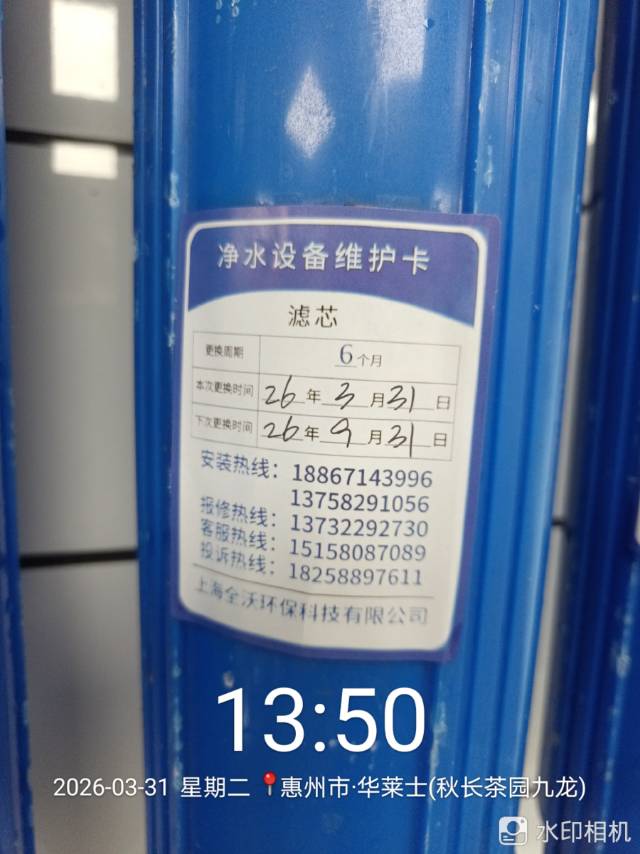 净水设备维护卡
滤芯
更换周期 6个月
本次更换时间 26年3月31日
下次更换时间 26年9月31日
安装热线：18867143996
13758291056
报修热线：13732292730
客服热线：15158087089
投诉热线：18258897611
上海全沃环保科技有限公司
13:50
2026-03-31 星期二 惠州市·华莱士(秋长茶园九龙)
水印相机